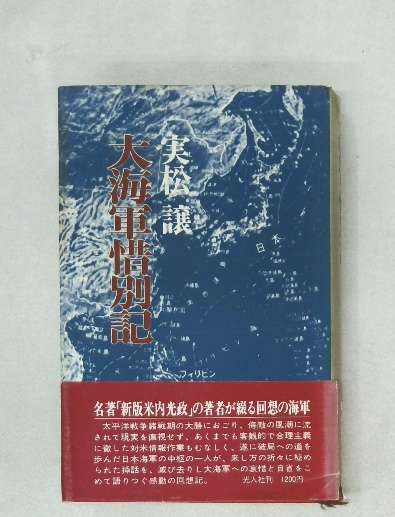 大海軍惜別記
実松 譲
日本
フィリピン
名著「新版米内光政」の著者が綴る回想の海軍
太平洋戦争緒戦期の大勝におごり、侮敵の風潮に流
されて現実を直視せず、あくまでも客観的で合理主義
に徹した対米情報作業もむなしく、遂に破局への道を
歩んだ日本海軍の中枢の一人が、来し方の折々に秘め
られた挿話を、滅び去りし大海軍への哀惜と自省をこ
めて語りつぐ感動の回想記。
光人社刊 1200円